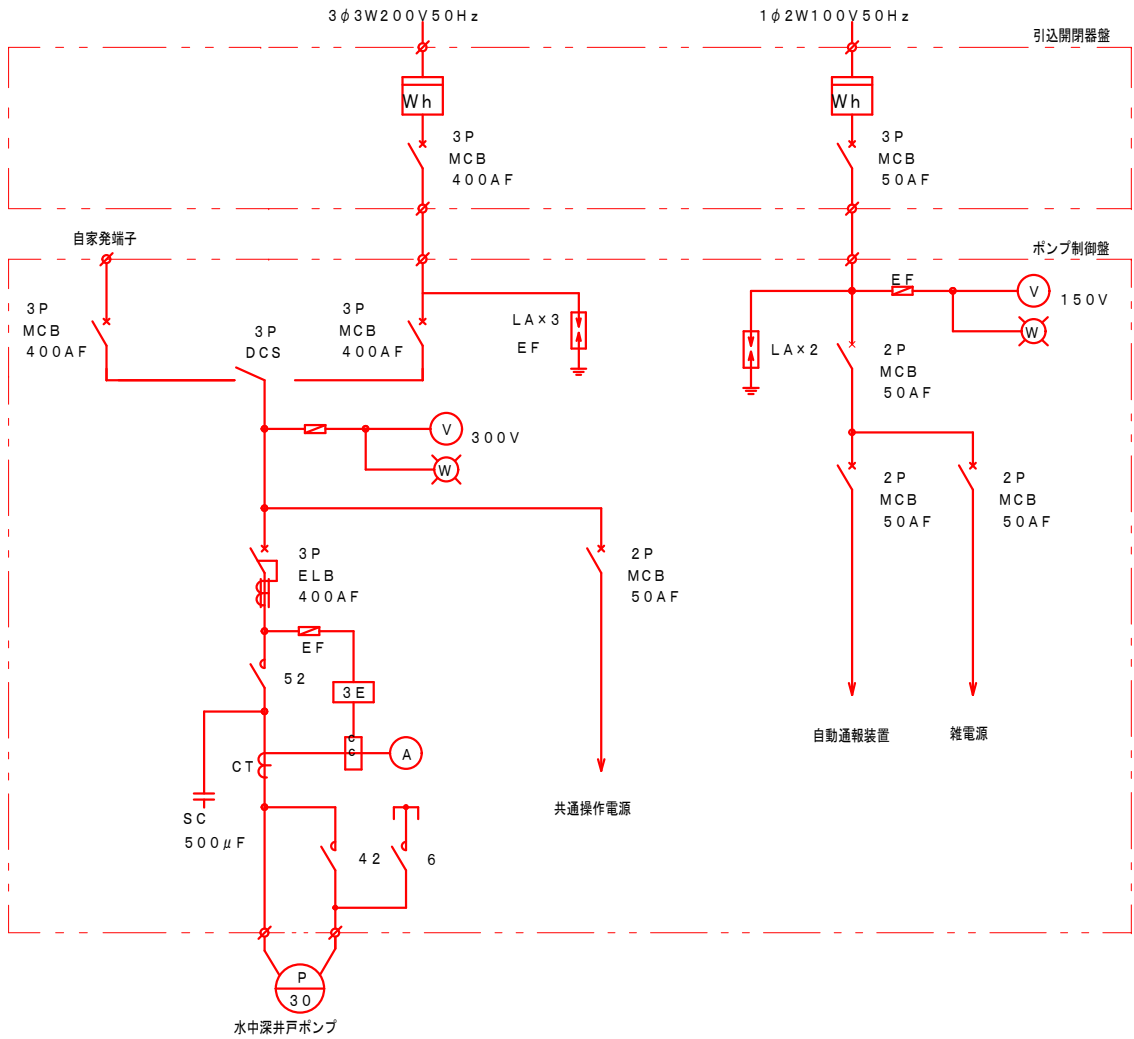 3φ3W200V50Hz
1φ2W100V50Hz
引込開閉器盤
Wh
Wh
3P
MCB
400AF
3P
MCB
50AF
自家発端子
ポンプ制御盤
3P
MCB
400AF
3P
DCS
3P
MCB
400AF
LA×3
EF
EF
V
150V
W
LA×2
2P
MCB
50AF
V
300V
W
2P
MCB
50AF
2P
MCB
50AF
3P
ELB
400AF
2P
MCB
50AF
EF
52
3E
CC
A
CT
自動通報装置
雑電源
共通操作電源
SC
500μF
42
6
P
30
水中深井戸ポンプ